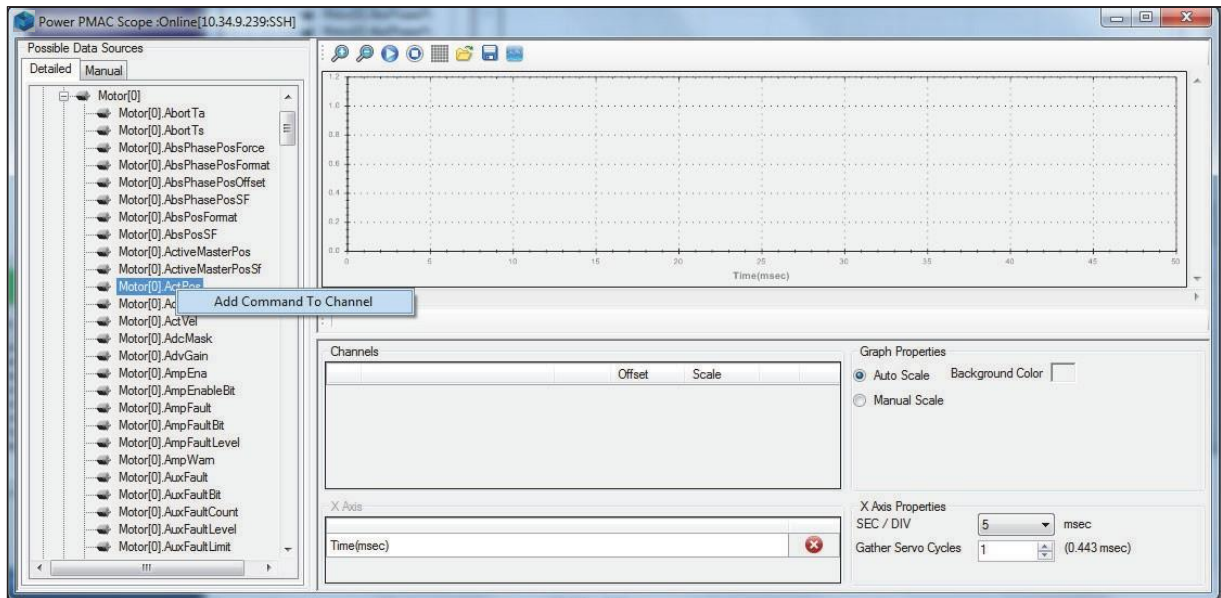 Power PMAC Scope :Online[10.34.9.239:SSH]
Possible Data Sources
Detailed Manual
Motor[0]
Motor[0].AbortTa
Motor[0].AbortTs
Motor[0].AbsPhasePosForce
Motor[0].AbsPhasePosFormat
Motor[0].AbsPhasePosOffset
Motor[0].AbsPhasePosSF
Motor[0].AbsPosFormat
Motor[0].AbsPosSF
Motor[0].ActiveMasterPos
Motor[0].ActiveMasterPosSf
Motor[0].ActPos
Add Command To Channel
Motor[0].Ac
Motor[0].ActVel
Motor[0].AdcMask
Motor[0].AdvGain
Motor[0].AmpEna
Motor[0].AmpEnableBit
Motor[0].AmpFault
Motor[0].AmpFaultBit
Motor[0].AmpFaultLevel
Motor[0].AmpWarn
Motor[0].AuxFault
Motor[0].AuxFaultBit
Motor[0].AuxFaultCount
Motor[0].AuxFaultLevel
Motor[0].AuxFaultLimit
1.2
1.0
0.8
0.6
0.4
0.2
0.0
0 5 10 15 20 25 30 35 40 45 50
Time(msec)
Channels
Offset Scale
Graph Properties
Auto Scale Background Color
Manual Scale
X Axis
Time(msec)
X Axis Properties
SEC / DIV 5 msec
Gather Servo Cycles 1 (0.443 msec)